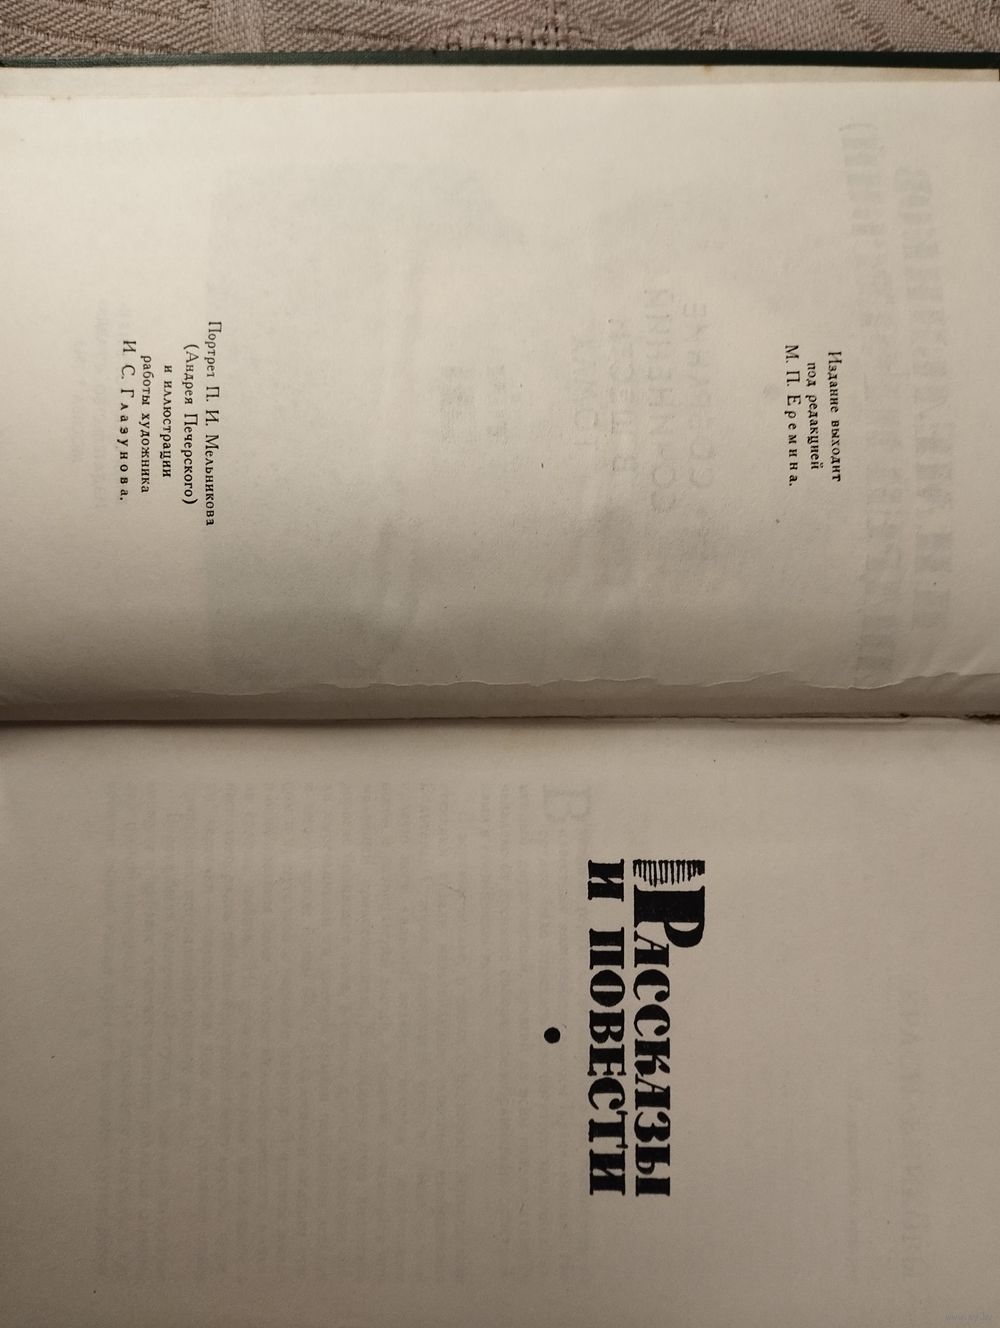 Издание выходит
под редакцией
М. П. Еремина.
Портрет П. И. Мельникова
(Андрея Печерского)
и иллюстрации
работы художника
И. С. Глазунова.
Рассказы
и повести